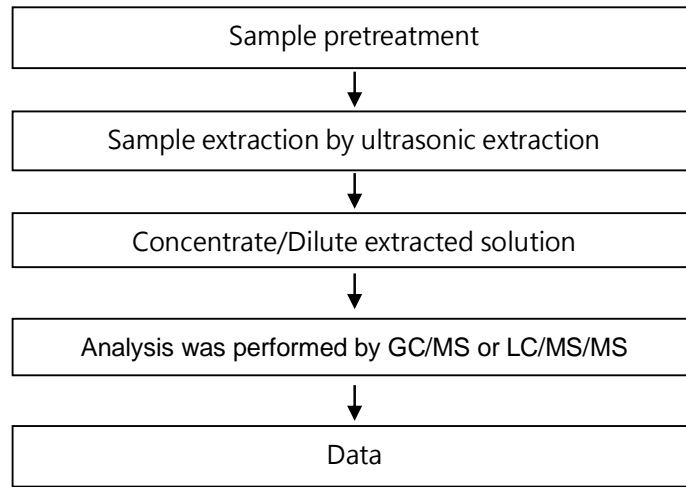 Sample pretreatment
Sample extraction by ultrasonic extraction
Concentrate/Dilute extracted solution
Analysis was performed by GC/MS or LC/MS/MS
Data